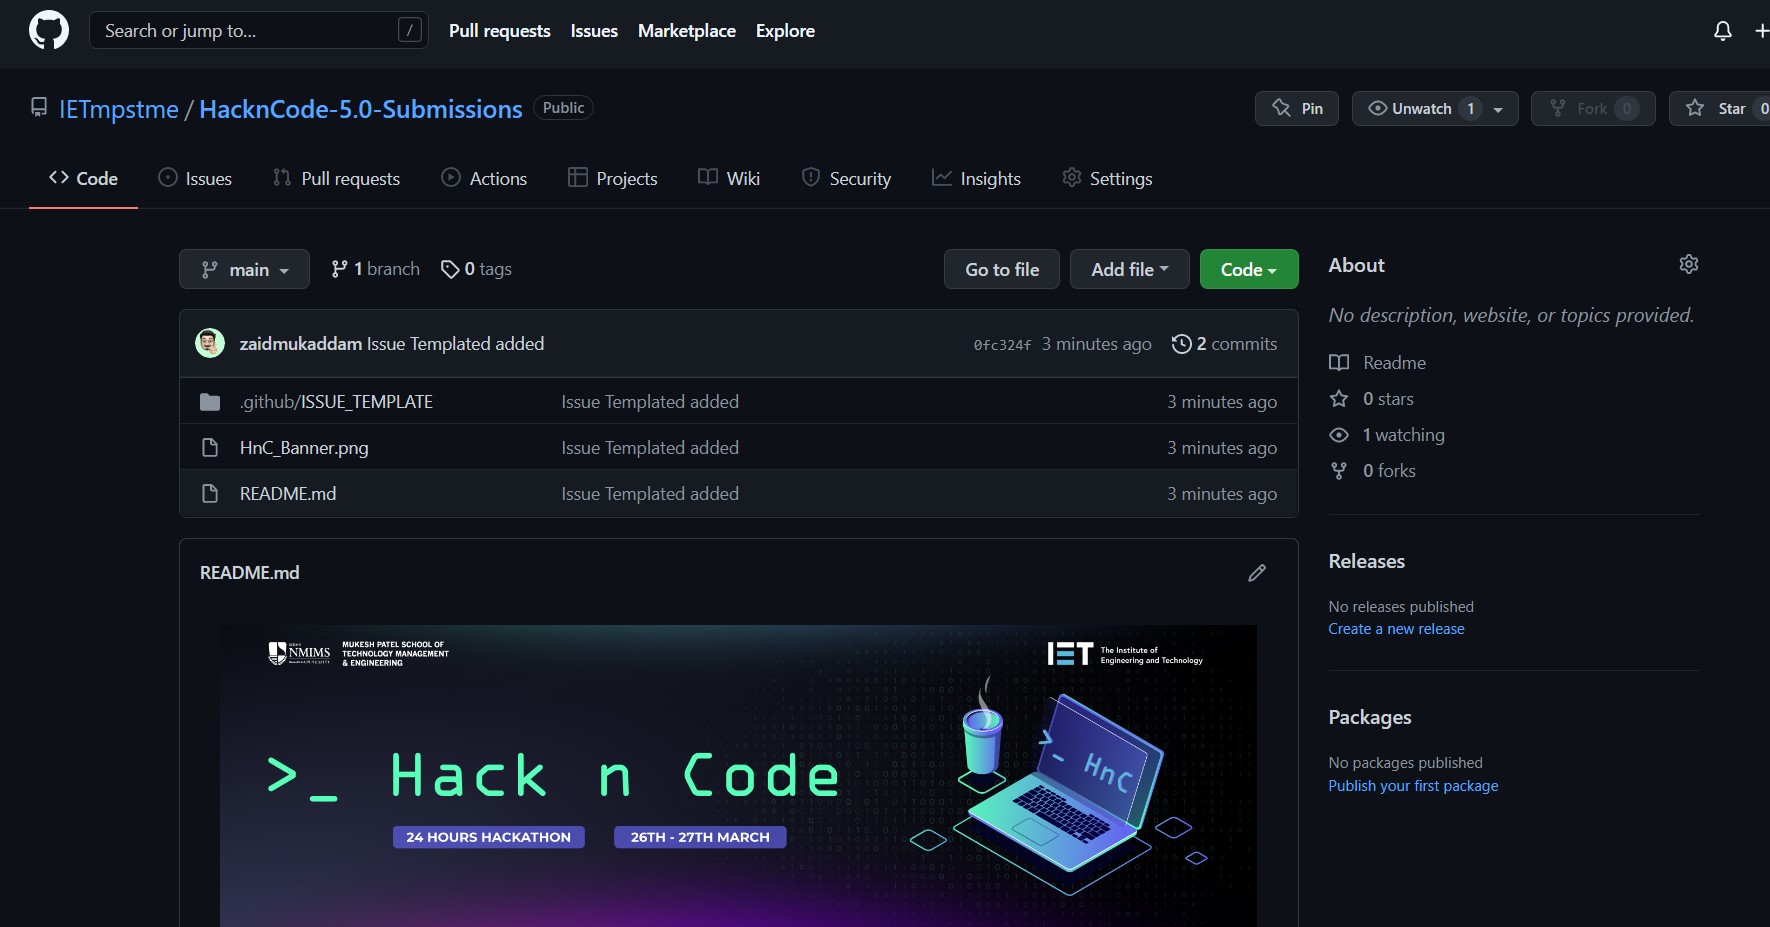 Search or jump to... /
Pull requests Issues Marketplace Explore
IETmpstme / HacknCode-5.0-Submissions Public
Pin Unwatch 1 Fork 0 Star 0
Code Issues Pull requests Actions Projects Wiki Security Insights Settings
main 1 branch 0 tags Go to file Add file Code
zaidmukaddam Issue Templated added 0fc324f 3 minutes ago 2 commits
.github/ISSUE_TEMPLATE Issue Templated added 3 minutes ago
HnC_Banner.png Issue Templated added 3 minutes ago
README.md Issue Templated added 3 minutes ago
README.md
NMIMS
MUKESH PATEL SCHOOL OF
TECHNOLOGY MANAGEMENT
& ENGINEERING
IET
The Institute of
Engineering and Technology
>_ Hack n Code
24 HOURS HACKATHON 26TH - 27TH MARCH
>_ HnC
About
No description, website, or topics provided.
Readme
0 stars
1 watching
0 forks
Releases
No releases published
Create a new release
Packages
No packages published
Publish your first package